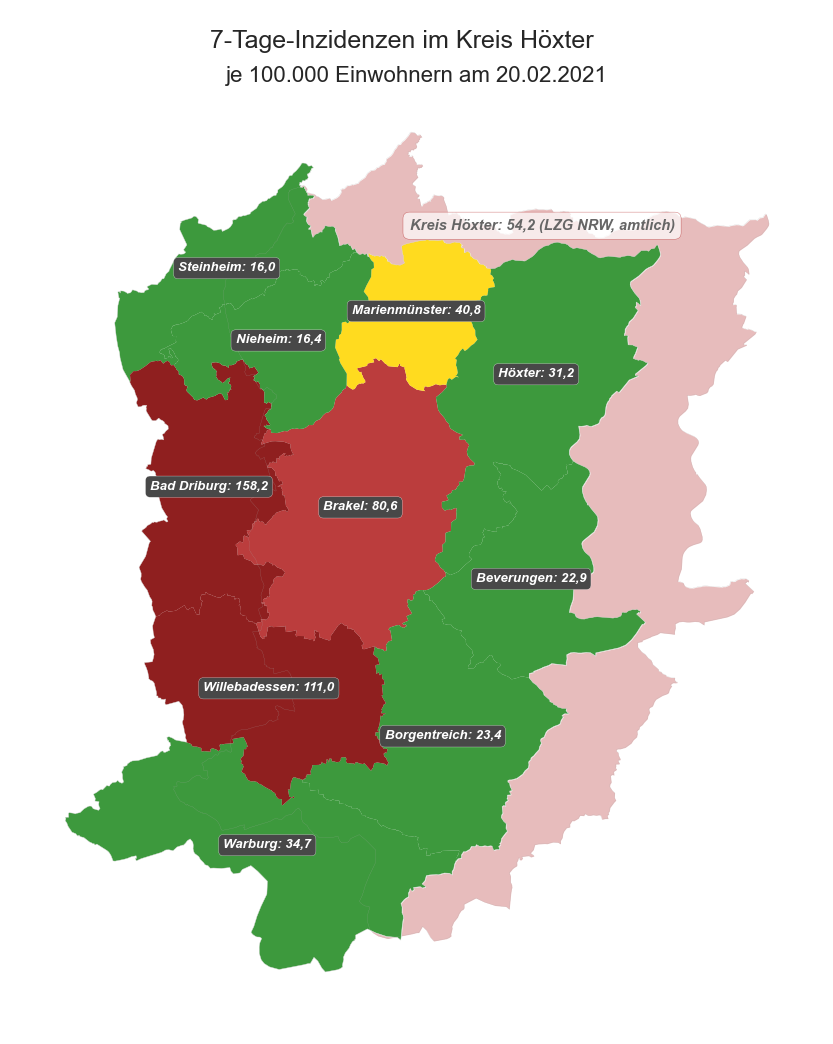 7-Tage-Inzidenzen im Kreis Höxter
je 100.000 Einwohnern am 20.02.2021
Kreis Höxter: 54,2 (LZG NRW, amtlich)
Steinheim: 16,0
Marienmünster: 40,8
Nieheim: 16,4
Höxter: 31,2
Bad Driburg: 158,2
Brakel: 80,6
Beverungen: 22,9
Willebadessen: 111,0
Borgentreich: 23,4
Warburg: 34,7